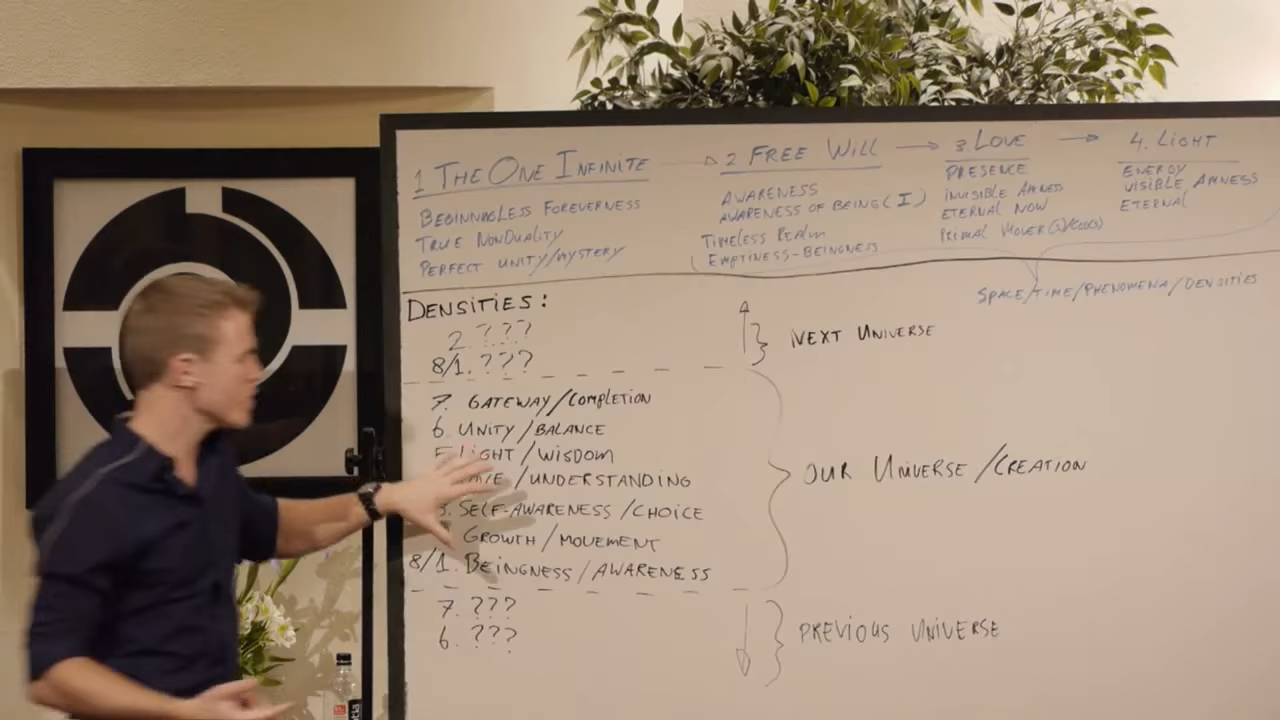 1 THE ONE INFINITE
BEGINNINGLESS FOREVERNESS
TRUE NONDUALITY
PERFECT UNITY/MYSTERY
2 FREE WILL
AWARENESS
AWARENESS OF BEING (I)
TIMELESS REALM
EMPTINESS-BEINGNESS
3 LOVE
PRESENCE
INVISIBLE AMNESS
ETERNAL NOW
PRIMAL MOVER
4. LIGHT
ENERGY
VISIBLE AMNESS
ETERNAL
SPACE/TIME/PHENOMENA/DENSITIES
DENSITIES:
2. ???
8/1. ???
NEXT UNIVERSE
7. GATEWAY/COMPLETION
6. UNITY/BALANCE
LIGHT/WISDOM
/UNDERSTANDING
3. SELF-AWARENESS/CHOICE
GROWTH/MOVEMENT
8/1. BEINGNESS/AWARENESS
OUR UNIVERSE/CREATION
7. ???
6. ???
PREVIOUS UNIVERSE